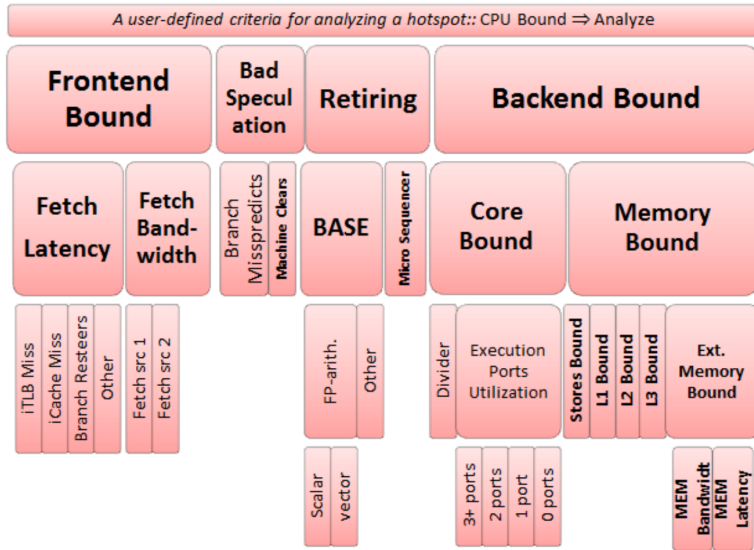 A user-defined criteria for analyzing a hotspot:: CPU Bound ⇒ Analyze
Frontend
Bound
Bad
Specul
ation
Retiring
Backend Bound
Fetch
Latency
Fetch
Band-
width
Branch
Misspredicts
Machine Clears
BASE
Micro Sequencer
Core
Bound
Memory
Bound
iTLB Miss
iCache Miss
Branch Resteers
Other
Fetch src 1
Fetch src 2
FP-arith.
Other
Divider
Execution
Ports
Utilization
Stores Bound
L1 Bound
L2 Bound
L3 Bound
Ext.
Memory
Bound
Scalar
vector
3+ ports
2 ports
1 port
0 ports
MEM
Bandwidt
MEM
Latency